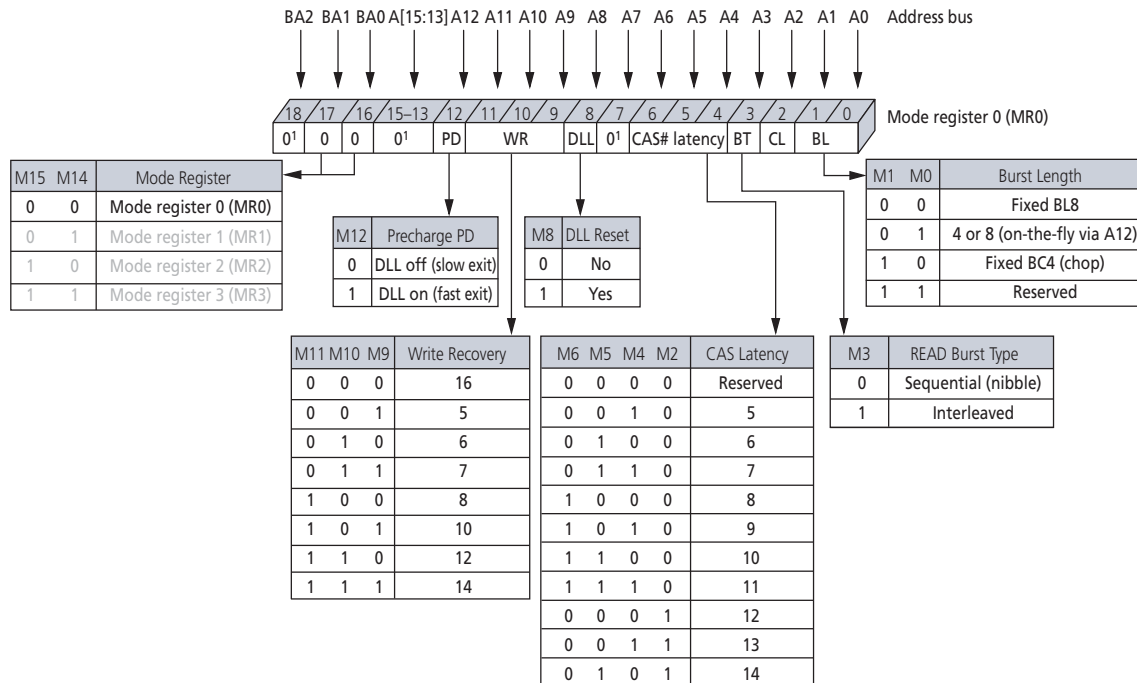 BA2 BA1 BA0 A[15:13] A12 A11 A10 A9 A8 A7 A6 A5 A4 A3 A2 A1 A0 Address bus
18 17 16 15–13 12 11 10 9 8 7 6 5 4 3 2 1 0 Mode register 0 (MR0)
0¹ 0 0 0¹ PD WR DLL 0¹ CAS# latency BT CL BL
M15 M14 Mode Register
0 0 Mode register 0 (MR0)
0 1 Mode register 1 (MR1)
1 0 Mode register 2 (MR2)
1 1 Mode register 3 (MR3)
M12 Precharge PD
0 DLL off (slow exit)
1 DLL on (fast exit)
M8 DLL Reset
0 No
1 Yes
M1 M0 Burst Length
0 0 Fixed BL8
0 1 4 or 8 (on-the-fly via A12)
1 0 Fixed BC4 (chop)
1 1 Reserved
M11 M10 M9 Write Recovery
0 0 0 16
0 0 1 5
0 1 0 6
0 1 1 7
1 0 0 8
1 0 1 10
1 1 0 12
1 1 1 14
M6 M5 M4 M2 CAS Latency
0 0 0 0 Reserved
0 0 1 0 5
0 1 0 0 6
0 1 1 0 7
1 0 0 0 8
1 0 1 0 9
1 1 0 0 10
1 1 1 0 11
0 0 0 1 12
0 0 1 1 13
0 1 0 1 14
M3 READ Burst Type
0 Sequential (nibble)
1 Interleaved